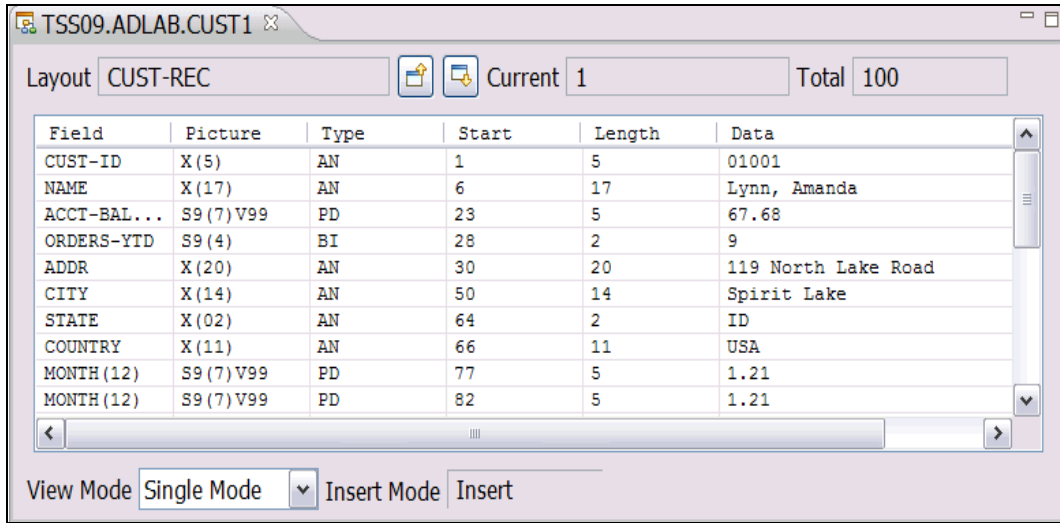 TSS09.ADLAB.CUST1
Layout CUST-REC Current 1 Total 100
Field Picture Type Start Length Data
CUST-ID X(5) AN 1 5 01001
NAME X(17) AN 6 17 Lynn, Amanda
ACCT-BAL... S9(7)V99 PD 23 5 67.68
ORDERS-YTD S9(4) BI 28 2 9
ADDR X(20) AN 30 20 119 North Lake Road
CITY X(14) AN 50 14 Spirit Lake
STATE X(02) AN 64 2 ID
COUNTRY X(11) AN 66 11 USA
MONTH(12) S9(7)V99 PD 77 5 1.21
MONTH(12) S9(7)V99 PD 82 5 1.21
View Mode Single Mode Insert Mode Insert